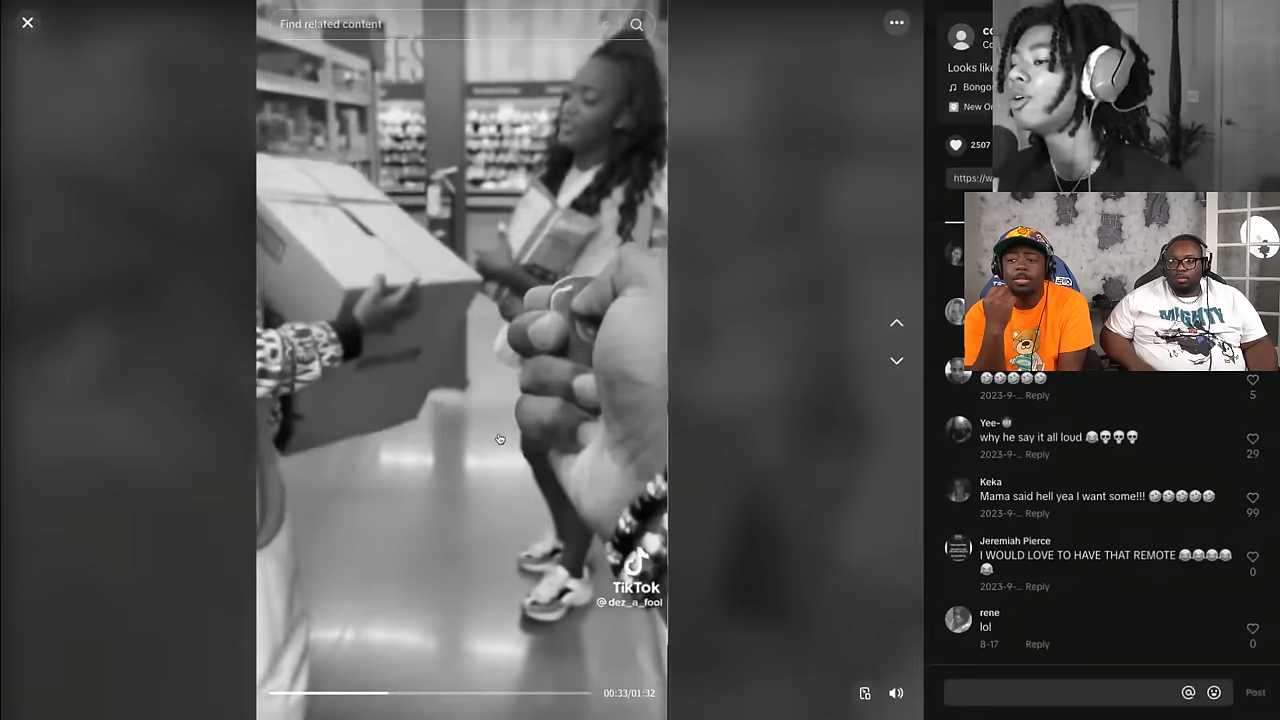 Find related content
Looks like
Bongo
New Or
2507
https://w
MIGHTY
2023-9-... Reply
5
Yee-
why he say it all loud 😂💀💀💀
2023-9-... Reply
29
Keka
Mama said hell yea I want some!!! 🤣🤣🤣🤣🤣
2023-9-... Reply
99
Jeremiah Pierce
I WOULD LOVE TO HAVE THAT REMOTE 😂😂😂😂
😂
2023-9-... Reply
0
rene
lol
8-17 Reply
0
TikTok
@dez_a_fool
00:33/01:32
Post